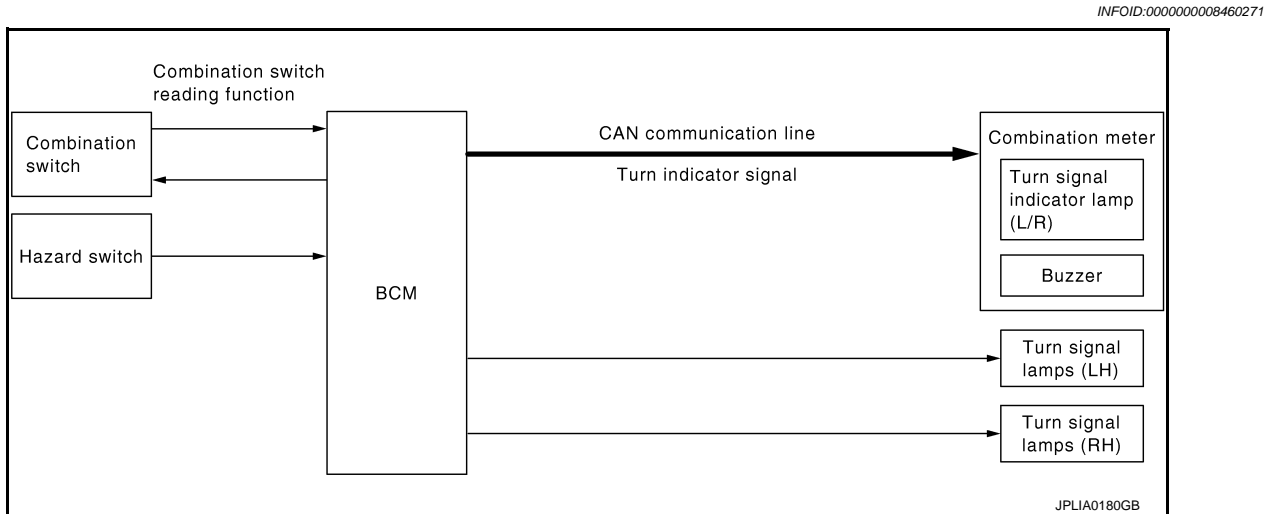 INFOID:0000000008460271
Combination switch
reading function
Combination
switch
Hazard switch
BCM
CAN communication line
Turn indicator signal
Combination meter
Turn signal
indicator lamp
(L/R)
Buzzer
Turn signal
lamps (LH)
Turn signal
lamps (RH)
JPLIA0180GB